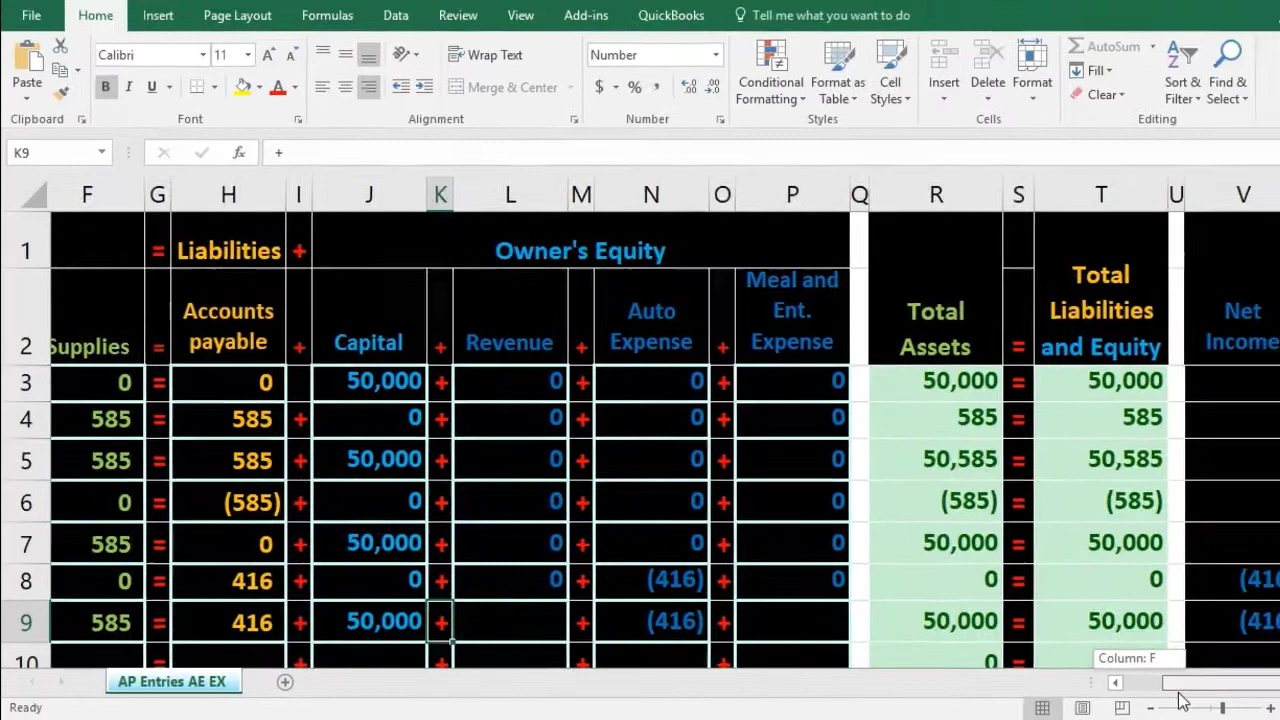 File Home Insert Page Layout Formulas Data Review View Add-ins QuickBooks Tell me what you want to do
Calibri 11 Wrap Text Number AutoSum
Paste Conditional Format as Cell Insert Delete Format Fill Sort & Find &
B I U Merge & Center $ % , Formatting Table Styles Clear Filter Select
Clipboard Font Alignment Number Styles Cells Editing
K9 fx +
F G H I J K L M N O P Q R S T U V
1 = Liabilities + Owner's Equity
2 Supplies = Accounts payable + Capital + Revenue + Auto Expense + Meal and Ent. Expense Total Assets = Total Liabilities and Equity Net Income
3 0 = 0 50,000 + 0 + 0 + 0 50,000 = 50,000
4 585 = 585 + 0 + 0 + 0 + 0 585 = 585
5 585 = 585 + 50,000 + 0 + 0 + 0 50,585 = 50,585
6 0 = (585) + 0 + 0 + 0 + 0 (585) = (585)
7 585 = 0 + 50,000 + 0 + 0 + 0 50,000 = 50,000
8 0 = 416 + 0 + 0 + (416) + 0 0 = 0 (416
9 585 = 416 + 50,000 + + (416) + 50,000 = 50,000 (416
10 = + + + + 0 =
Column: F
AP Entries AE EX
Ready